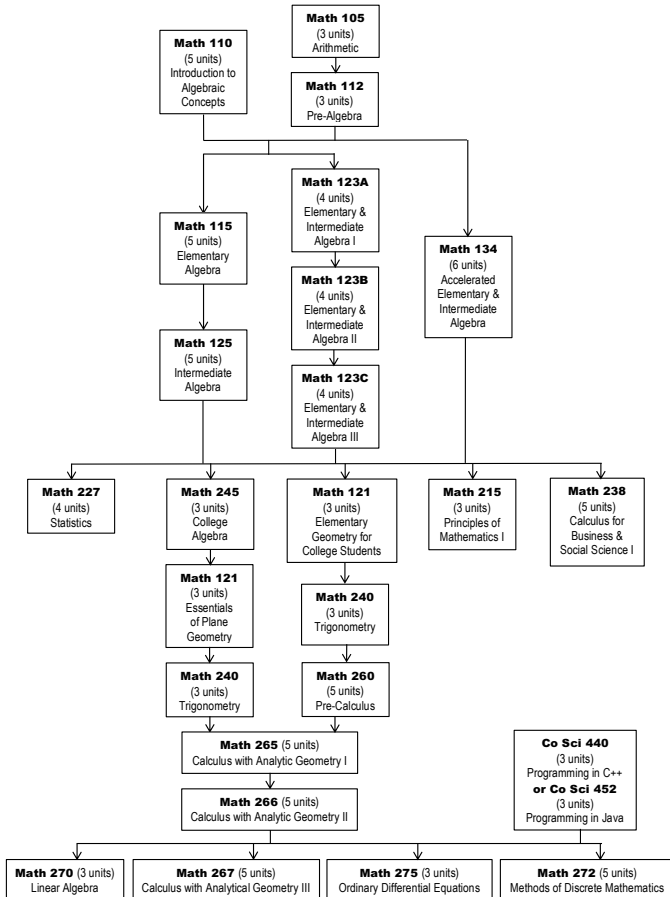 Math 105
(3 units)
Arithmetic
Math 110
(5 units)
Introduction to
Algebraic
Concepts
Math 112
(3 units)
Pre-Algebra
Math 123A
(4 units)
Elementary &
Intermediate
Algebra I
Math 115
(5 units)
Elementary
Algebra
Math 134
(6 units)
Accelerated
Elementary &
Intermediate
Algebra
Math 123B
(4 units)
Elementary &
Intermediate
Algebra II
Math 125
(5 units)
Intermediate
Algebra
Math 123C
(4 units)
Elementary &
Intermediate
Algebra III
Math 227
(4 units)
Statistics
Math 245
(3 units)
College
Algebra
Math 121
(3 units)
Elementary
Geometry for
College Students
Math 215
(3 units)
Principles of
Mathematics I
Math 238
(5 units)
Calculus for
Business &
Social Science I
Math 121
(3 units)
Essentials
of Plane
Geometry
Math 240
(3 units)
Trigonometry
Math 240
(3 units)
Trigonometry
Math 260
(5 units)
Pre-Calculus
Math 265 (5 units)
Calculus with Analytic Geometry I
Math 266 (5 units)
Calculus with Analytic Geometry II
Co Sci 440
(3 units)
Programming in C++
or Co Sci 452
(3 units)
Programming in Java
Math 270 (3 units)
Linear Algebra
Math 267 (5 units)
Calculus with Analytical Geometry III
Math 275 (3 units)
Ordinary Differential Equations
Math 272 (5 units)
Methods of Discrete Mathematics